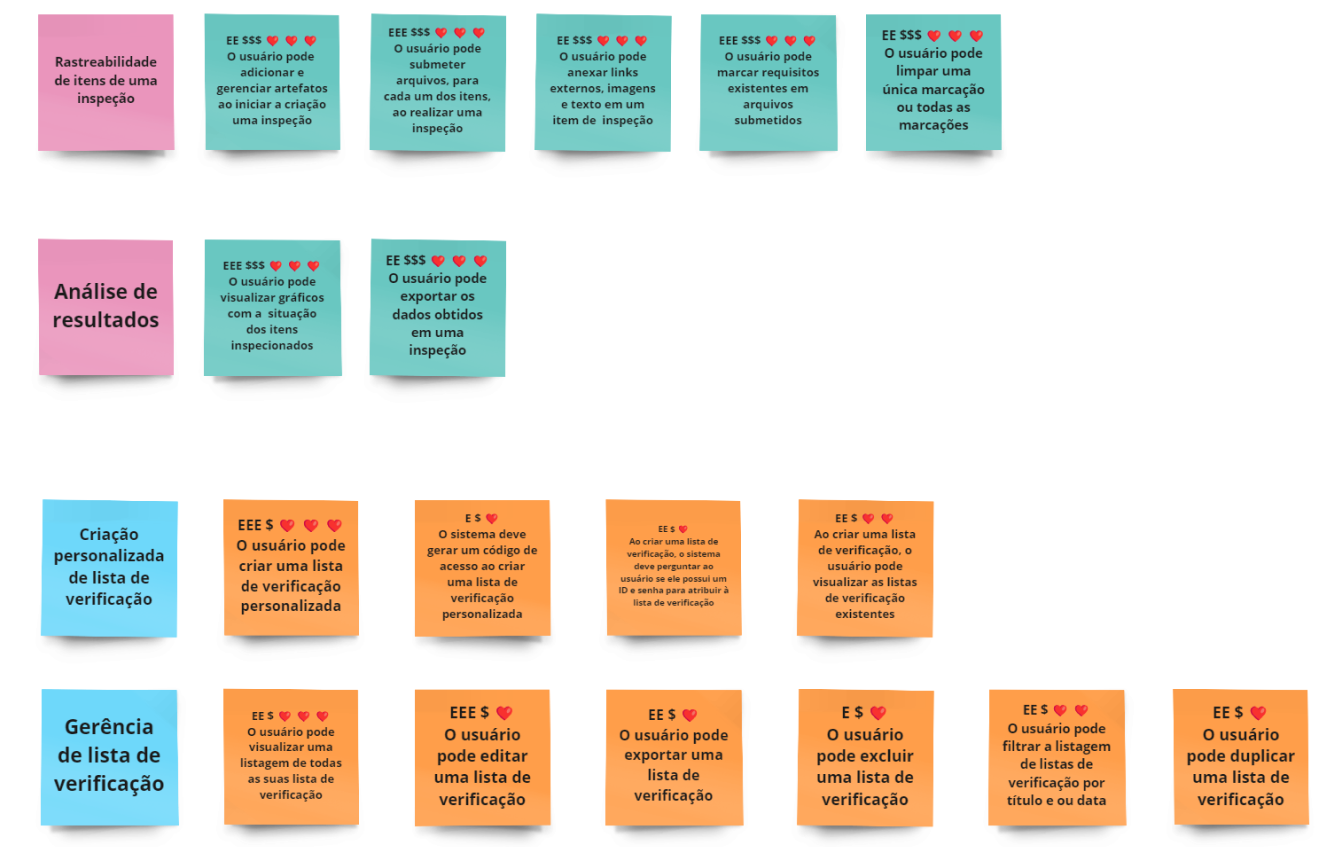 Rastreabilidade
de itens de uma
inspeção
EE $$$ ❤️ ❤️ ❤️
O usuário pode
adicionar e
gerenciar artefatos
ao iniciar a criação
uma inspeção
EEE $$$ ❤️ ❤️ ❤️
O usuário pode
submeter
arquivos, para
cada um dos itens,
ao realizar uma
inspeção
EE $$$ ❤️ ❤️ ❤️
O usuário pode
anexar links
externos, imagens
e texto em um
item de inspeção
EEE $$$ ❤️ ❤️ ❤️
O usuário pode
marcar requisitos
existentes em
arquivos
submetidos
EE $$$ ❤️ ❤️ ❤️
O usuário pode
limpar uma
única marcação
ou todas as
marcações
Análise de
resultados
EEE $$$ ❤️ ❤️ ❤️
O usuário pode
visualizar gráficos
com a situação
dos itens
inspecionados
EE $$$ ❤️ ❤️ ❤️
O usuário pode
exportar os
dados obtidos
em uma
inspeção
Criação
personalizada
de lista de
verificação
EEE $ ❤️ ❤️ ❤️
O usuário pode
criar uma lista
de verificação
personalizada
E $ ❤️
O sistema deve
gerar um código de
acesso ao criar
uma lista de
verificação
personalizada
EE $ ❤️
Ao criar uma lista de
verificação, o sistema
deve perguntar ao
usuário se ele possui um
ID e senha para atribuir à
lista de verificação
EE $ ❤️ ❤️
Ao criar uma lista
de verificação, o
usuário pode
visualizar as listas
de verificação
existentes
Gerência
de lista de
verificação
EE $ ❤️ ❤️ ❤️
O usuário pode
visualizar uma
listagem de todas
as suas lista de
verificação
EEE $ ❤️
O usuário
pode editar
uma lista de
verificação
EE $ ❤️
O usuário pode
exportar uma
lista de
verificação
E $ ❤️
O usuário
pode excluir
uma lista de
verificação
EE $ ❤️ ❤️
O usuário pode
filtrar a listagem
de listas de
verificação por
título e ou data
EE $ ❤️
O usuário
pode duplicar
uma lista de
verificação